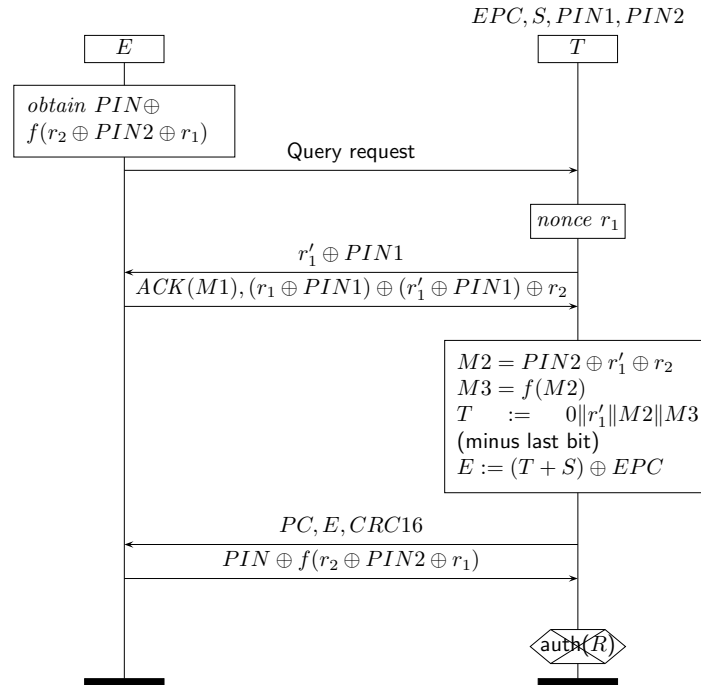 EPC, S, PIN1, PIN2
E
T
obtain PIN⊕
f(r₂ ⊕ PIN2 ⊕ r₁)
Query request
nonce r₁
r′₁ ⊕ PIN1
ACK(M1), (r₁ ⊕ PIN1) ⊕ (r′₁ ⊕ PIN1) ⊕ r₂
M2 = PIN2 ⊕ r′₁ ⊕ r₂
M3 = f(M2)
T := 0‖r′₁‖M2‖M3
(minus last bit)
E := (T + S) ⊕ EPC
PC, E, CRC16
PIN ⊕ f(r₂ ⊕ PIN2 ⊕ r₁)
auth(R)